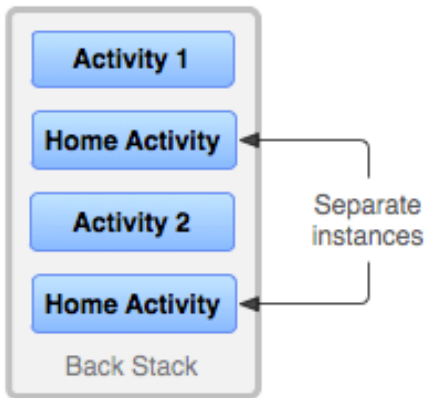 Activity 1
Home Activity
Activity 2
Home Activity
Back Stack
Separate
instances